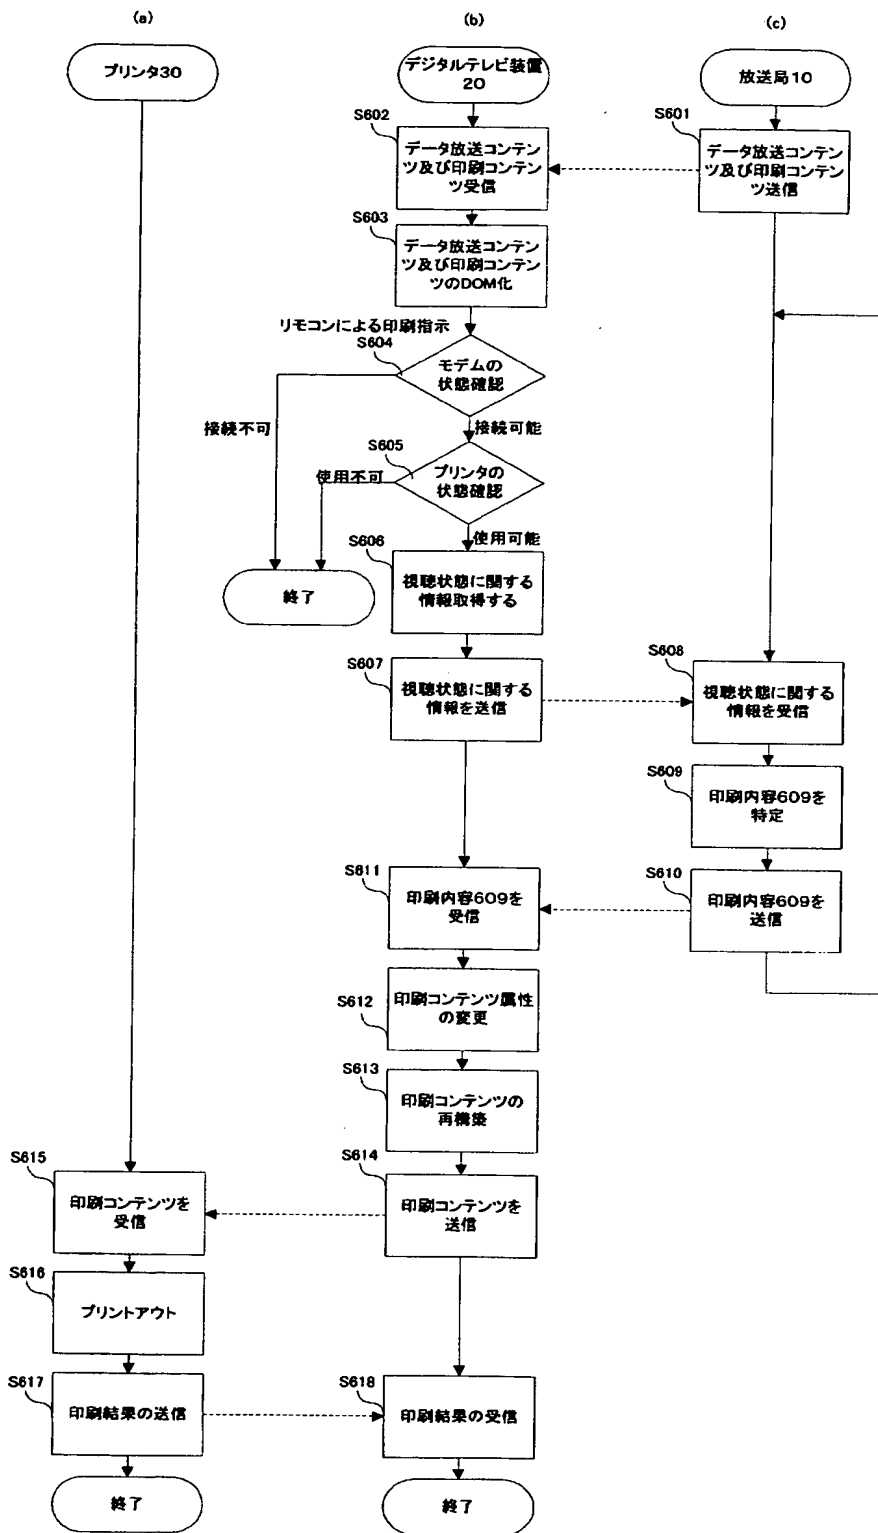 (a)
(b)
(c)
プリンタ30
デジタルテレビ装置
20
放送局10
S602
S601
データ放送コンテン
ツ及び印刷コンテン
ツ受信
データ放送コンテン
ツ及び印刷コンテン
ツ送信
S603
データ放送コンテン
ツ及び印刷コンテン
ツのDOM化
リモコンによる印刷指示
S604
モデムの
状態確認
接続不可
接続可能
S605
プリンタの
状態確認
使用不可
使用可能
S606
視聴状態に関する
情報取得する
終了
S607
視聴状態に関する
情報を送信
S608
視聴状態に関する
情報を受信
S609
印刷内容609を
特定
S611
印刷内容609を
受信
S610
印刷内容609を
送信
S612
印刷コンテンツ属性
の変更
S613
印刷コンテンツの
再構築
S615
印刷コンテンツを
受信
S614
印刷コンテンツを
送信
S616
プリントアウト
S617
印刷結果の送信
S618
印刷結果の受信
終了
終了